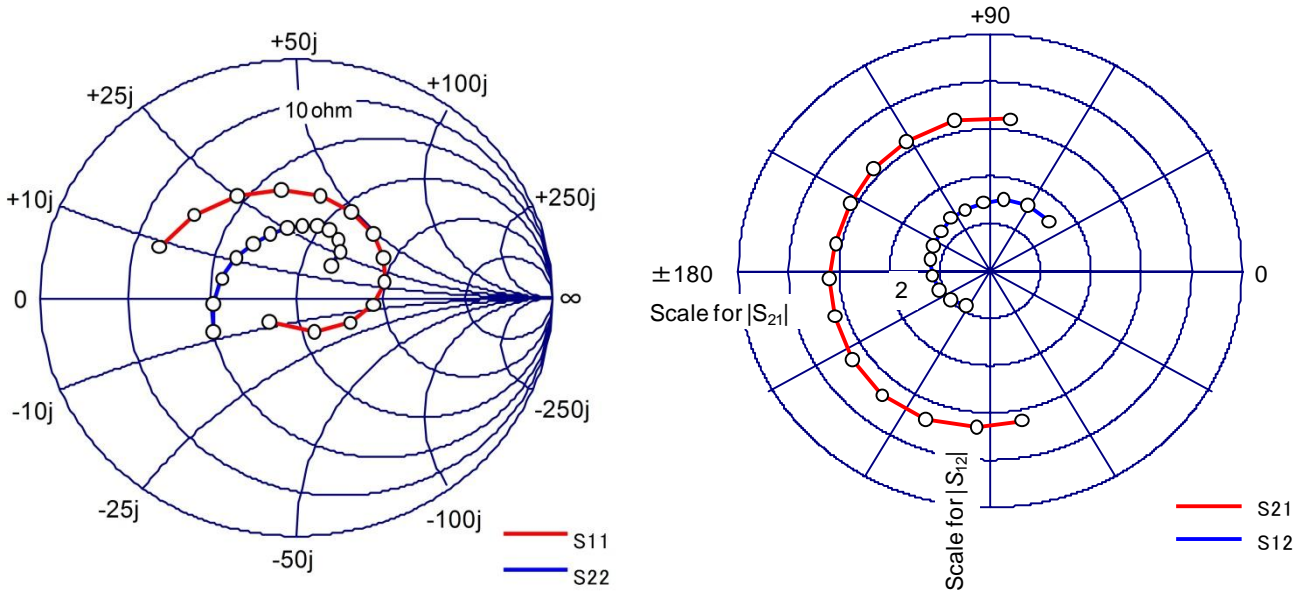 +50j
+25j
+100j
10 ohm
+10j
+250j
0
∞
-10j
-250j
-25j
-100j
-50j
S11
S22
+90
±180
0
2
Scale for |S21|
Scale for |S12|
S21
S12